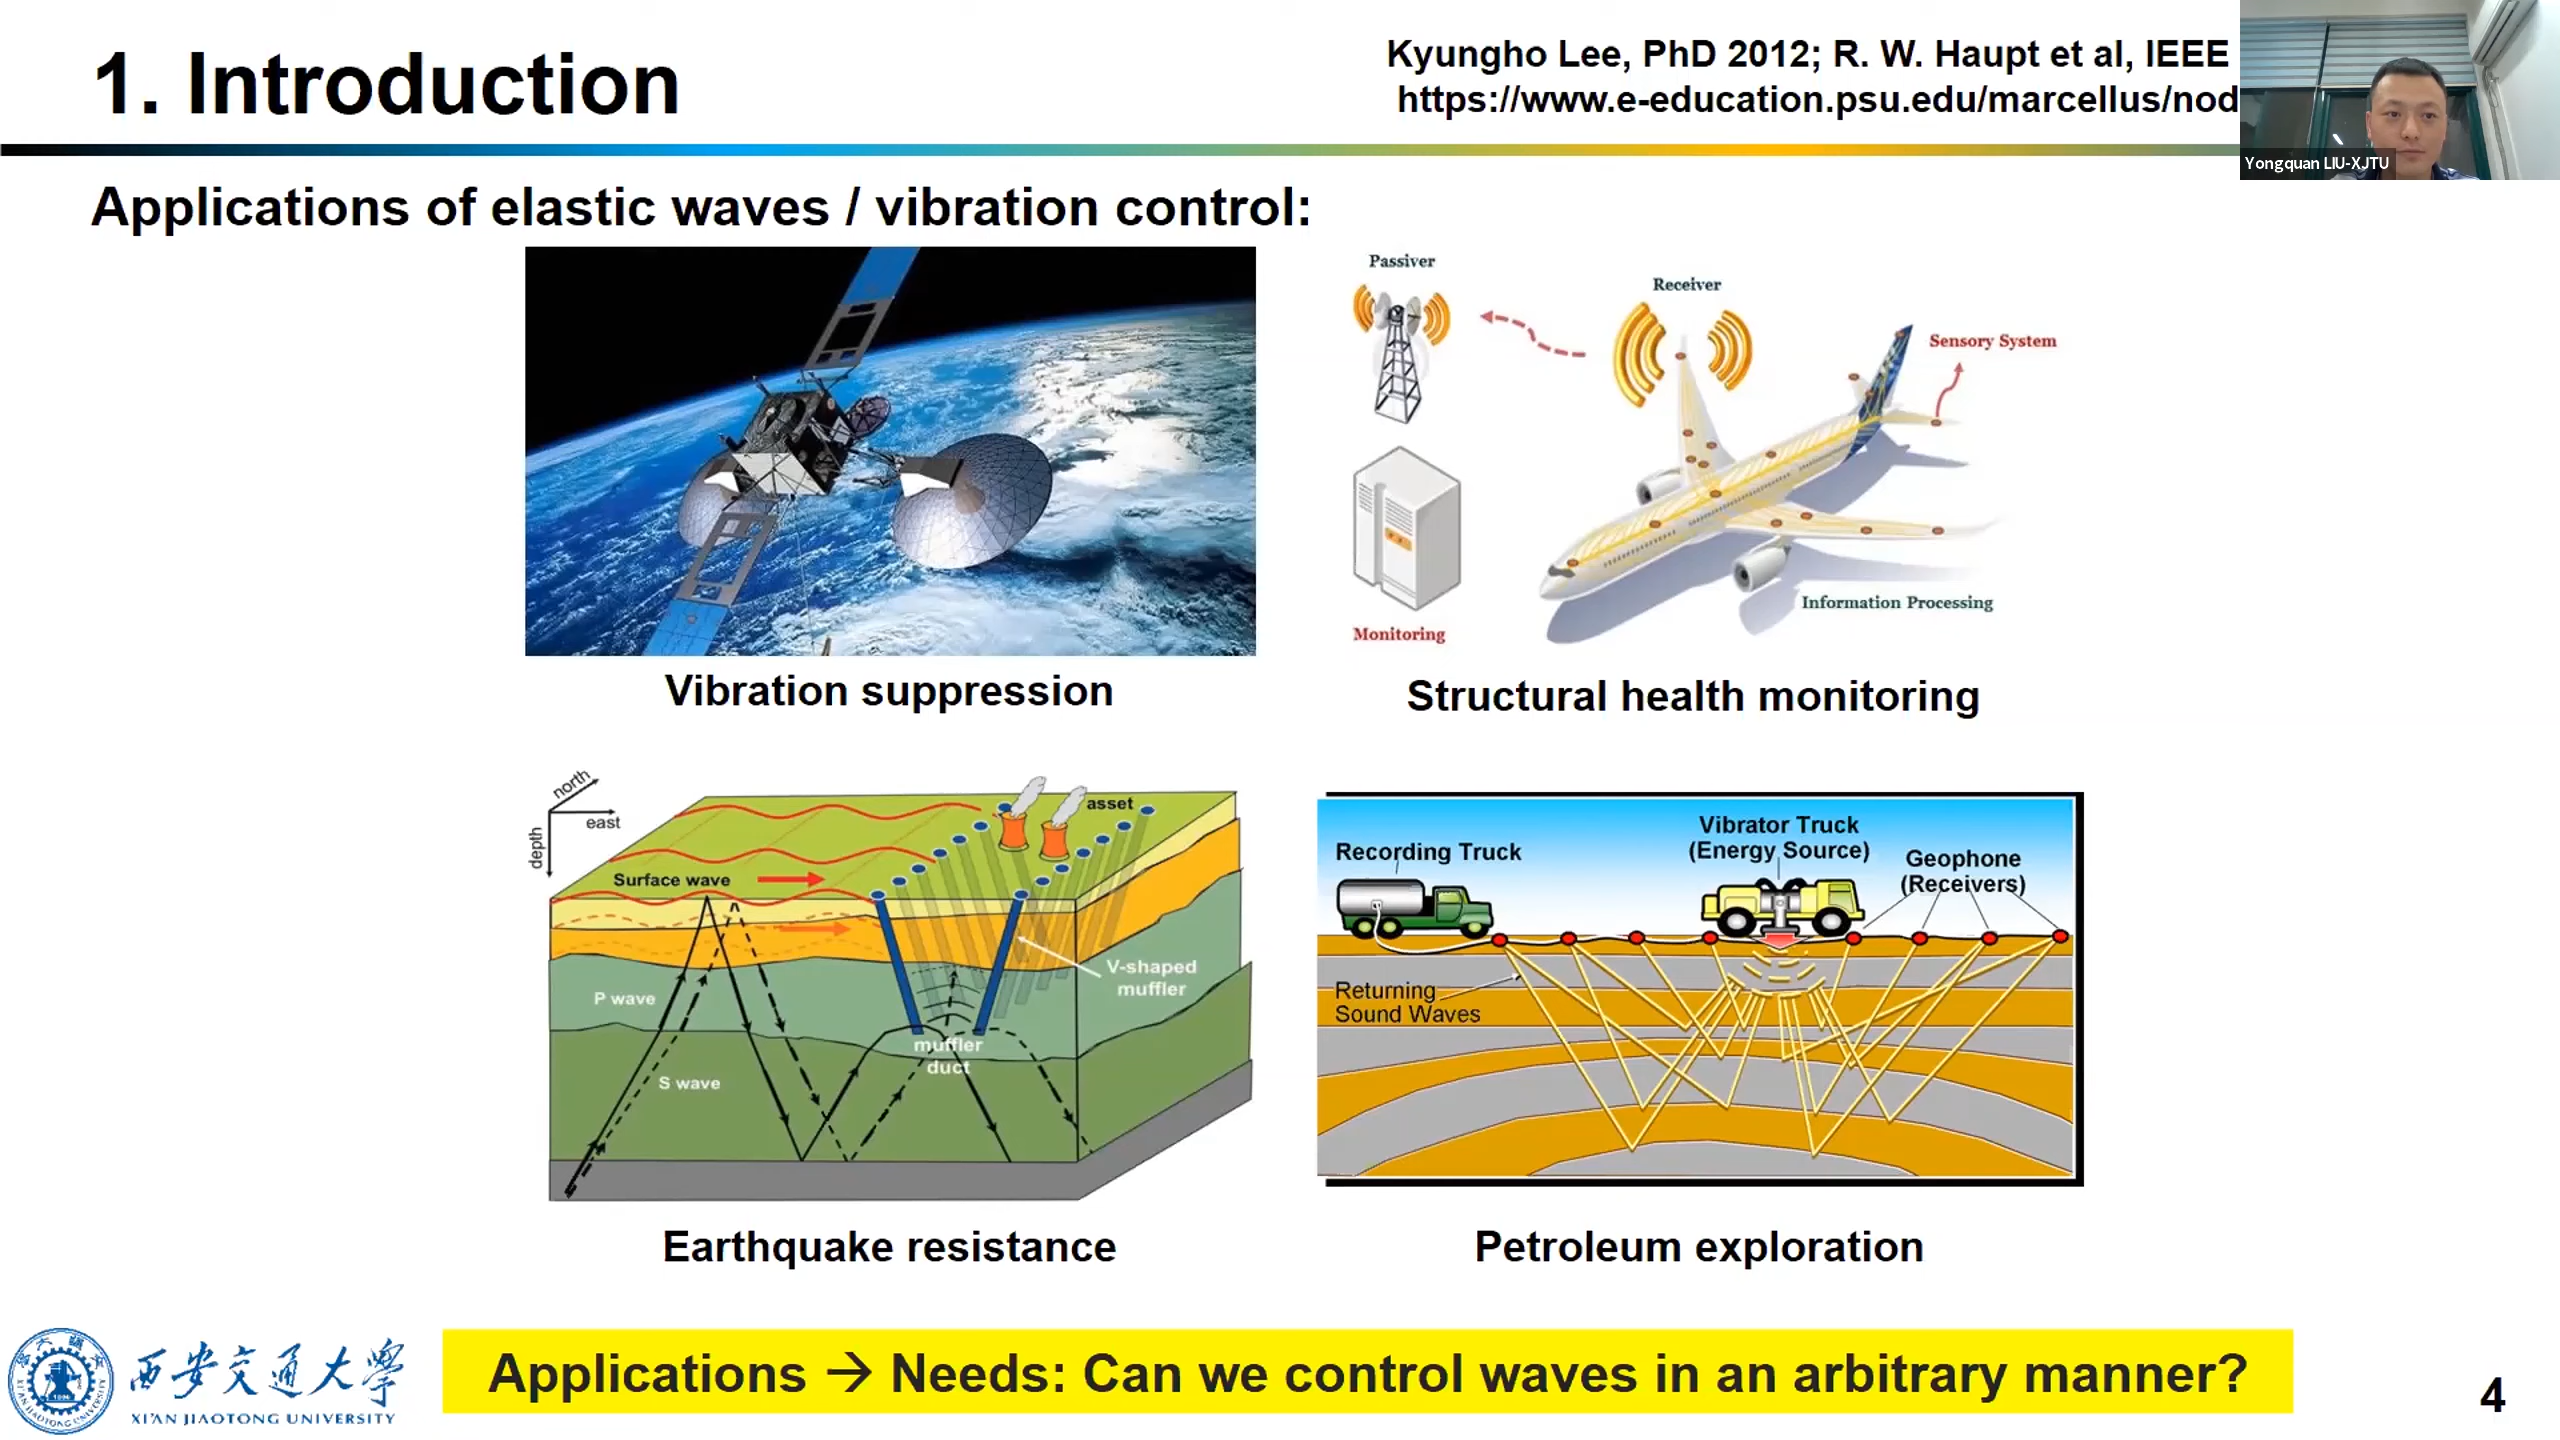 1. Introduction
Kyungho Lee, PhD 2012; R. W. Haupt et al, IEEE
https://www.e-education.psu.edu/marcellus/nod
Yongquan LIU-XJTU
Applications of elastic waves / vibration control:
Passiver
Receiver
Sensory System
Information Processing
Monitoring
Vibration suppression
Structural health monitoring
north
east
depth
asset
Surface wave
V-shaped
muffler
P wave
muffler
duct
S wave
Recording Truck
Vibrator Truck
(Energy Source)
Geophone
(Receivers)
Returning
Sound Waves
Earthquake resistance
Petroleum exploration
西安交通大学
XI'AN JIAOTONG UNIVERSITY
Applications → Needs: Can we control waves in an arbitrary manner?
4